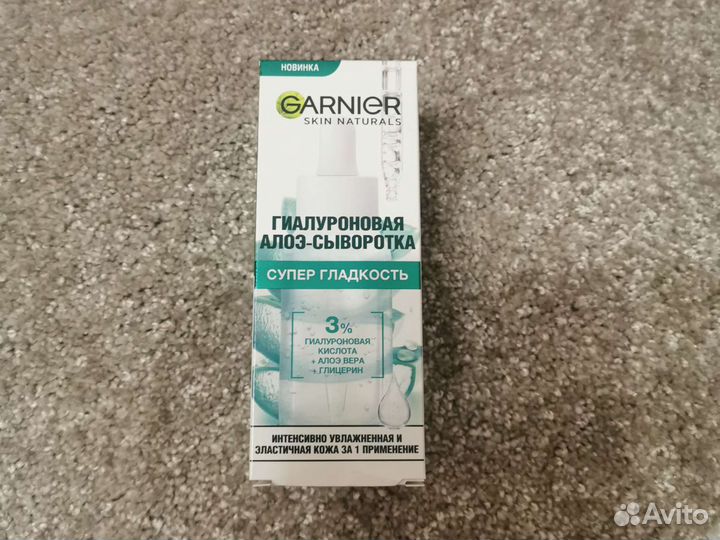 НОВИНКА
GARNIER
SKIN NATURALS
ГИАЛУРОНОВАЯ
АЛОЭ-СЫВОРОТКА
СУПЕР ГЛАДКОСТЬ
3%
ГИАЛУРОНОВАЯ
КИСЛОТА
+ АЛОЭ ВЕРА
+ ГЛИЦЕРИН
ИНТЕНСИВНО УВЛАЖНЕННАЯ И
ЭЛАСТИЧНАЯ КОЖА ЗА 1 ПРИМЕНЕНИЕ
Avito